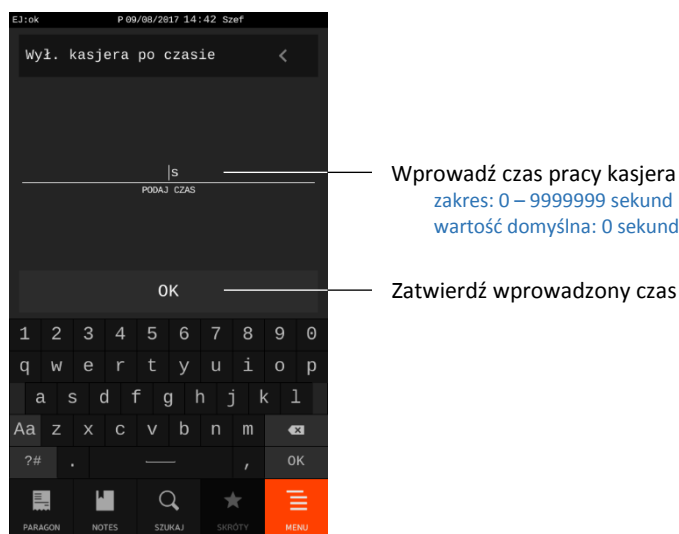 EJ:ok P 09/08/2017 14:42 Szef
Wył. kasjera po czasie <
s
PODAJ CZAS
Wprowadź czas pracy kasjera
zakres: 0 – 9999999 sekund
wartość domyślna: 0 sekund
OK
Zatwierdź wprowadzony czas
1 2 3 4 5 6 7 8 9 0
q w e r t y u i o p
a s d f g h j k l
Aa z x c v b n m
?# . , OK
PARAGON NOTES SZUKAJ SKRÓTY MENU